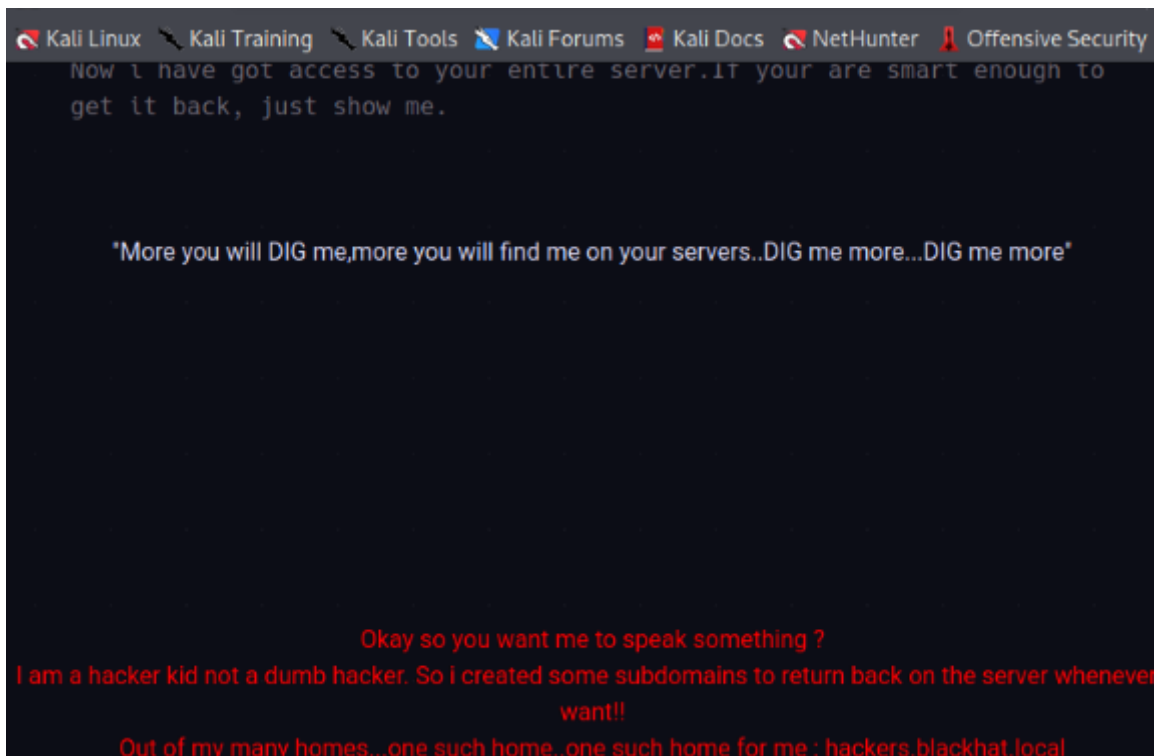 Kali Linux Kali Training Kali Tools Kali Forums Kali Docs NetHunter Offensive Security
Now i have got access to your entire server.If your are smart enough to
get it back, just show me.
"More you will DIG me,more you will find me on your servers..DIG me more...DIG me more"
Okay so you want me to speak something ?
I am a hacker kid not a dumb hacker. So i created some subdomains to return back on the server whenever
want!!
Out of my many homes...one such home..one such home for me : hackers.blackhat.local